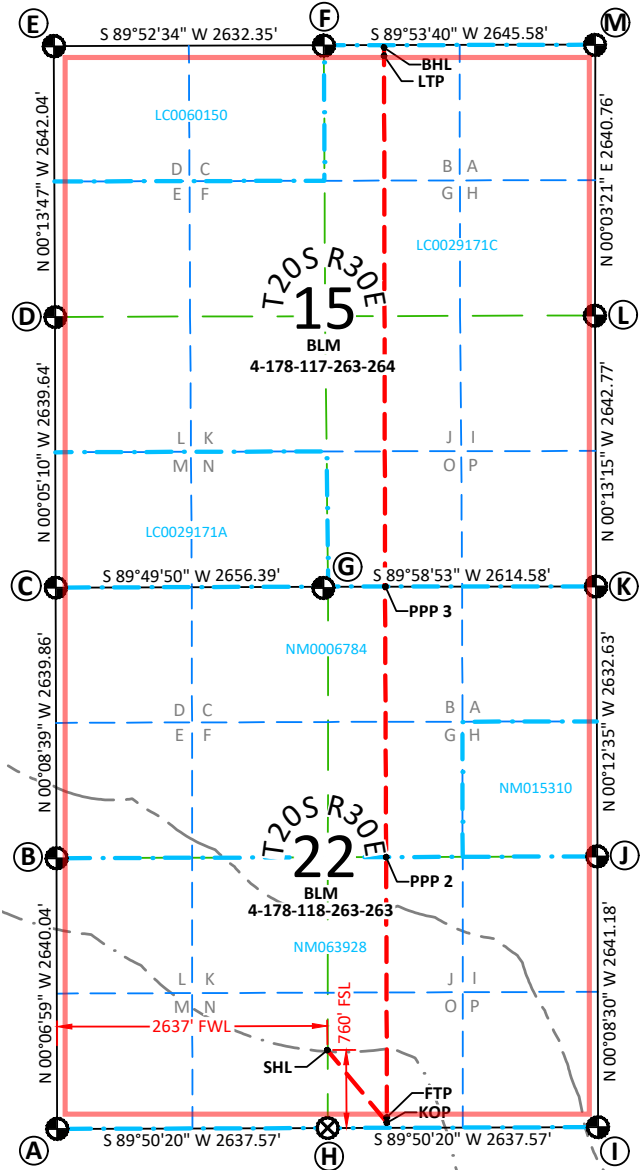 E
F
M
S 89°52'34" W 2632.35'
S 89°53'40" W 2645.58'
BHL
LTP
N 00°13'47" W 2642.04'
N 00°03'21" E 2640.76'
LC0060150
D C
E F
B A
G H
LC0029171C
T20S R30E
15
BLM
4-178-117-263-264
D
L
N 00°05'10" W 2639.64'
N 00°13'15" W 2642.77'
L K
M N
J I
O P
LC0029171A
C
S 89°49'50" W 2656.39'
G
S 89°58'53" W 2614.58'
K
PPP 3
NM0006784
N 00°08'39" W 2639.86'
N 00°12'35" W 2632.63'
D C
E F
B A
G H
NM015310
T20S R30E
22
BLM
4-178-118-263-263
B
J
PPP 2
NM063928
N 00°06'59" W 2640.04'
N 00°08'30" W 2641.18'
L K
M N
J I
O P
2637' FWL
760' FSL
SHL
FTP
KOP
A
S 89°50'20" W 2637.57'
H
S 89°50'20" W 2637.57'
I